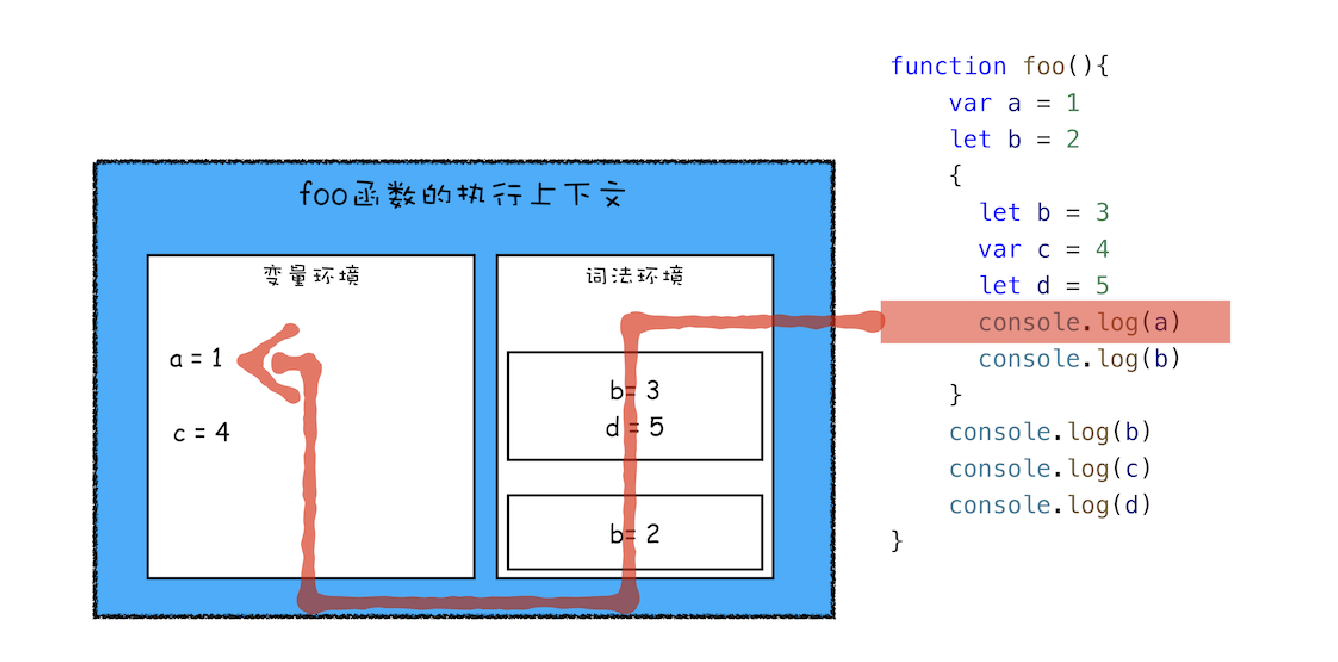 foo函数的执行上下文
变量环境
a = 1
c = 4
词法环境
b= 3
d = 5
b= 2
function foo(){
    var a = 1
    let b = 2
    {
      let b = 3
      var c = 4
      let d = 5
      console.log(a)
      console.log(b)
    }
    console.log(b)
    console.log(c)
    console.log(d)
}